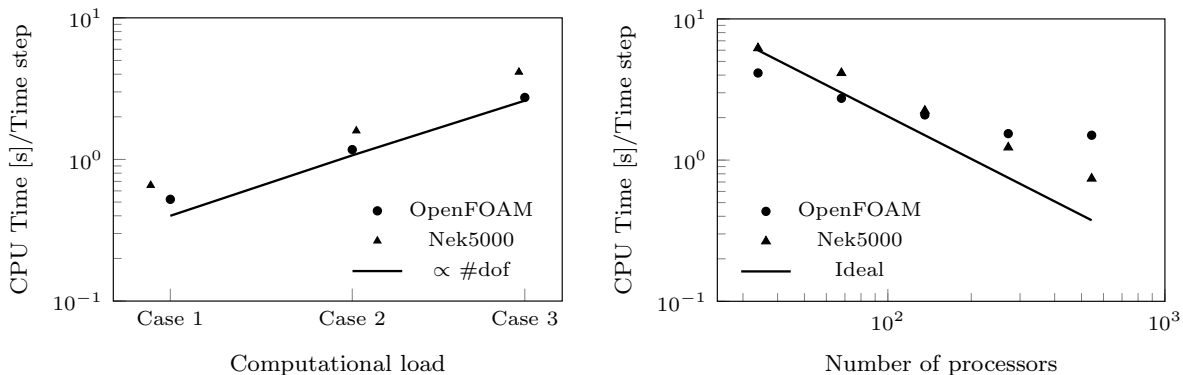 CPU Time [s]/Time step
10^1
10^0
10^−1
OpenFOAM
Nek5000
∝ #dof
Case 1 Case 2 Case 3
Computational load
CPU Time [s]/Time step
10^1
10^0
10^−1
OpenFOAM
Nek5000
Ideal
10^2 10^3
Number of processors